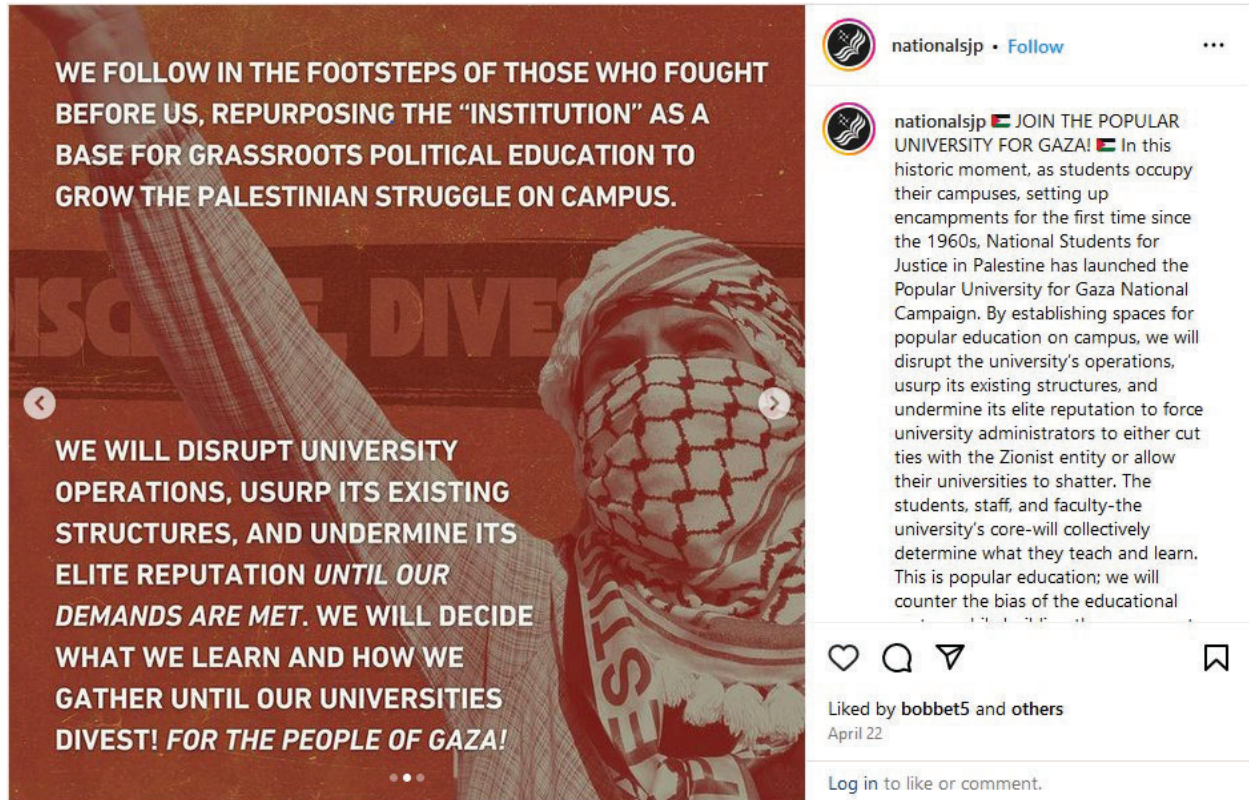 WE FOLLOW IN THE FOOTSTEPS OF THOSE WHO FOUGHT
BEFORE US, REPURPOSING THE “INSTITUTION” AS A
BASE FOR GRASSROOTS POLITICAL EDUCATION TO
GROW THE PALESTINIAN STRUGGLE ON CAMPUS.
DIVES
WE WILL DISRUPT UNIVERSITY
OPERATIONS, USURP ITS EXISTING
STRUCTURES, AND UNDERMINE ITS
ELITE REPUTATION UNTIL OUR
DEMANDS ARE MET. WE WILL DECIDE
WHAT WE LEARN AND HOW WE
GATHER UNTIL OUR UNIVERSITIES
DIVEST! FOR THE PEOPLE OF GAZA!
nationalsjp • Follow
nationalsjp 🇵🇸 JOIN THE POPULAR
UNIVERSITY FOR GAZA! 🇵🇸 In this
historic moment, as students occupy
their campuses, setting up
encampments for the first time since
the 1960s, National Students for
Justice in Palestine has launched the
Popular University for Gaza National
Campaign. By establishing spaces for
popular education on campus, we will
disrupt the university's operations,
usurp its existing structures, and
undermine its elite reputation to force
university administrators to either cut
ties with the Zionist entity or allow
their universities to shatter. The
students, staff, and faculty-the
university's core-will collectively
determine what they teach and learn.
This is popular education; we will
counter the bias of the educational
Liked by bobbet5 and others
April 22
Log in to like or comment.